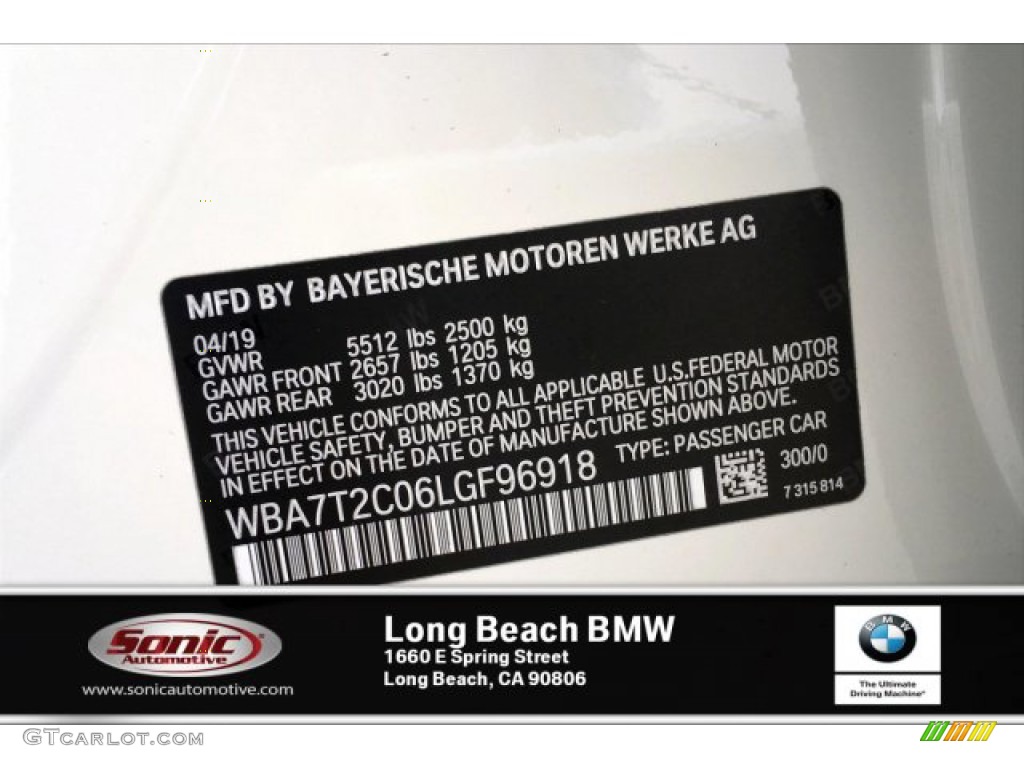 MFD BY BAYERISCHE MOTOREN WERKE AG
04/19
GVWR 5512 lbs 2500 kg
GAWR FRONT 2657 lbs 1205 kg
GAWR REAR 3020 lbs 1370 kg
THIS VEHICLE CONFORMS TO ALL APPLICABLE U.S.FEDERAL MOTOR
VEHICLE SAFETY, BUMPER AND THEFT PREVENTION STANDARDS
IN EFFECT ON THE DATE OF MANUFACTURE SHOWN ABOVE.
WBA7T2C06LGF96918 TYPE: PASSENGER CAR
300/0
7 315 814
Sonic
Automotive
www.sonicautomotive.com
Long Beach BMW
1660 E Spring Street
Long Beach, CA 90806
BMW
The Ultimate
Driving Machine®
GTcarlot.com